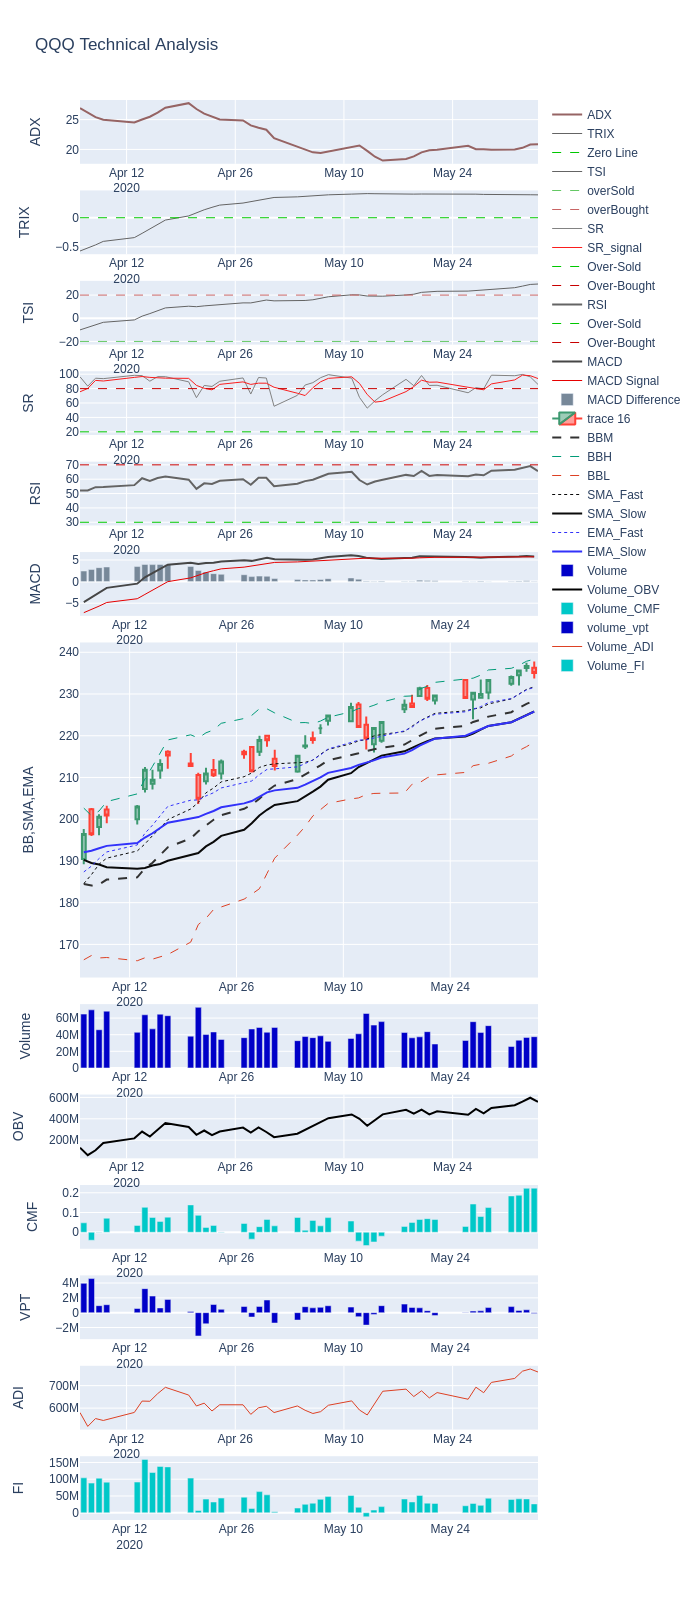 QQQ Technical Analysis
ADX
25
20
Apr 12
2020
Apr 26
May 10
May 24
TRIX
0
−0.5
Apr 12
2020
Apr 26
May 10
May 24
TSI
20
0
−20
Apr 12
2020
Apr 26
May 10
May 24
SR
100
80
60
40
20
Apr 12
2020
Apr 26
May 10
May 24
RSI
70
60
50
40
30
Apr 12
2020
Apr 26
May 10
May 24
MACD
5
0
−5
Apr 12
2020
Apr 26
May 10
May 24
BB,SMA,EMA
240
230
220
210
200
190
180
170
Apr 12
2020
Apr 26
May 10
May 24
Volume
60M
40M
20M
0
Apr 12
2020
Apr 26
May 10
May 24
OBV
600M
400M
200M
Apr 12
2020
Apr 26
May 10
May 24
CMF
0.2
0.1
0
Apr 12
2020
Apr 26
May 10
May 24
VPT
4M
2M
0
−2M
Apr 12
2020
Apr 26
May 10
May 24
ADI
700M
600M
Apr 12
2020
Apr 26
May 10
May 24
FI
150M
100M
50M
0
Apr 12
2020
Apr 26
May 10
May 24
ADX
TRIX
Zero Line
TSI
overSold
overBought
SR
SR_signal
Over-Sold
Over-Bought
RSI
Over-Sold
Over-Bought
MACD
MACD Signal
MACD Difference
trace 16
BBM
BBH
BBL
SMA_Fast
SMA_Slow
EMA_Fast
EMA_Slow
Volume
Volume_OBV
Volume_CMF
volume_vpt
Volume_ADI
Volume_FI